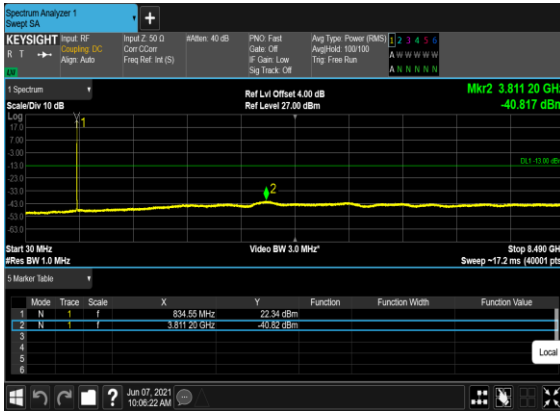 Spectrum Analyzer 1
Swept SA
+
KEYSIGHT Input: RF Input Z: 50 Ω #Atten: 40 dB PNO: Fast Avg Type: Power (RMS) 1 2 3 4 5 6
R T Coupling: DC Corr CCorr Gate: Off Avg|Hold: 100/100 A W W W W W
Align: Auto Freq Ref: Int (S) IF Gain: Low Trig: Free Run
LXI Sig Track: Off A N N N N N
1 Spectrum
Scale/Div 10 dB Ref Lvl Offset 4.00 dB Mkr2 3.811 20 GHz
Ref Level 27.00 dBm -40.817 dBm
Log
17.0 1
7.00
-3.00
-13.0 DL1 -13.00 dBm
-23.0
-33.0 2
-43.0
-53.0
-63.0
Start 30 MHz Video BW 3.0 MHz* Stop 8.490 GH
#Res BW 1.0 MHz Sweep ~17.2 ms (40001 pts
5 Marker Table
Mode Trace Scale X Y Function Function Width Function Value
1 N 1 f 834.55 MHz 22.34 dBm
2 N 1 f 3.811 20 GHz -40.82 dBm
3
4
5
6
Local
? Jun 07, 2021
10:06:22 AM